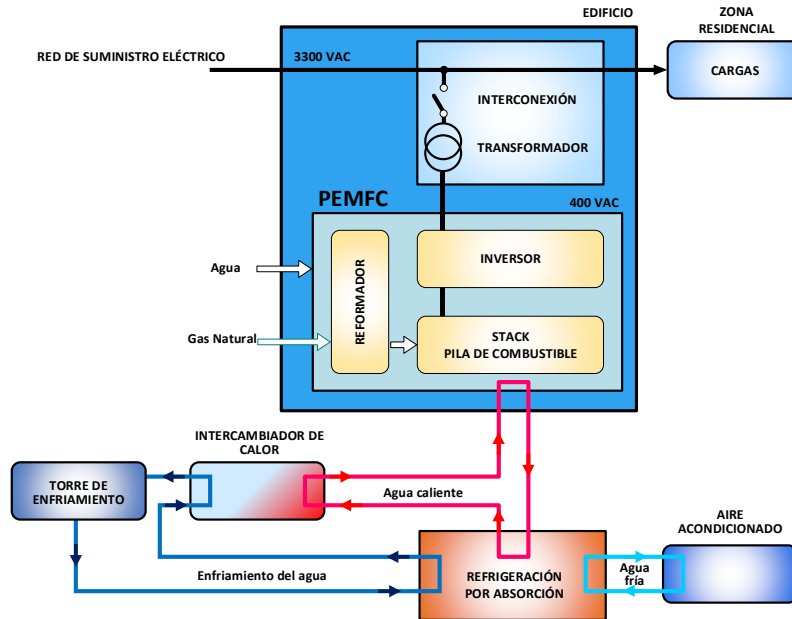 EDIFICIO
ZONA
RESIDENCIAL
RED DE SUMINISTRO ELÉCTRICO
3300 VAC
CARGAS
INTERCONEXIÓN
TRANSFORMADOR
PEMFC
400 VAC
Agua
REFORMADOR
INVERSOR
Gas Natural
STACK
PILA DE COMBUSTIBLE
INTERCAMBIADOR DE
CALOR
TORRE DE
ENFRIAMIENTO
Agua caliente
AIRE
ACONDICIONADO
Enfriamiento del agua
REFRIGERACIÓN
POR ABSORCIÓN
Agua
fría